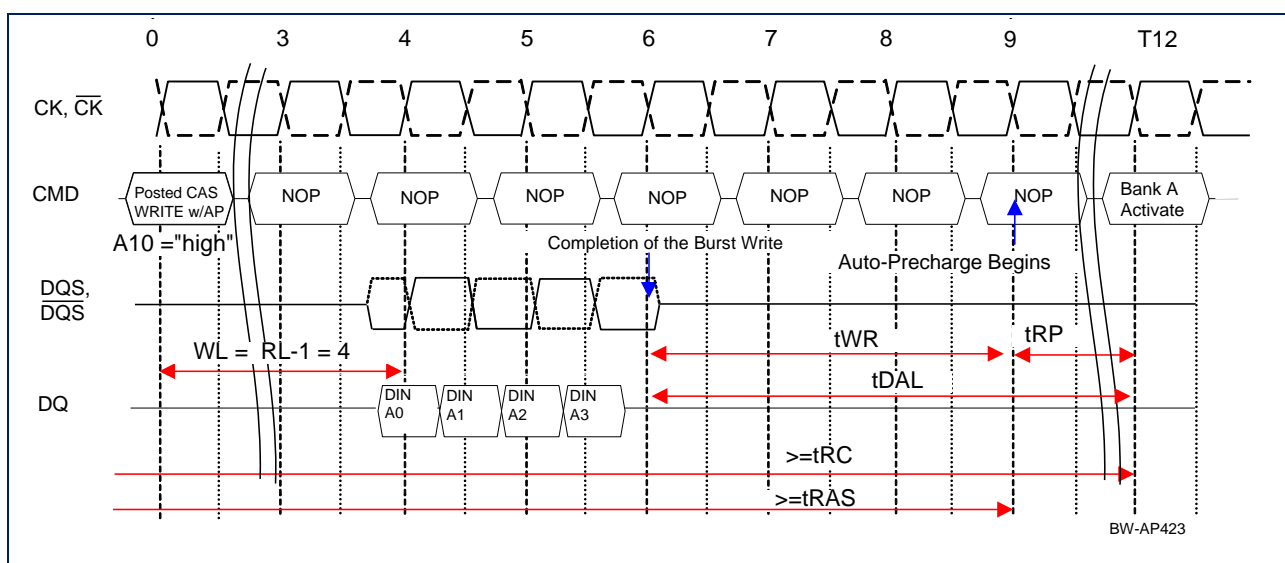 0 3 4 5 6 7 8 9 T12
CK, CK
CMD
Posted CAS
WRITE w/AP
NOP NOP NOP NOP NOP NOP NOP
Bank A
Activate
A10 ="high"
Completion of the Burst Write
Auto-Precharge Begins
DQS,
DQS
WL = RL-1 = 4
tWR
tRP
tDAL
DQ
DIN
A0
DIN
A1
DIN
A2
DIN
A3
>=tRC
>=tRAS
BW-AP423